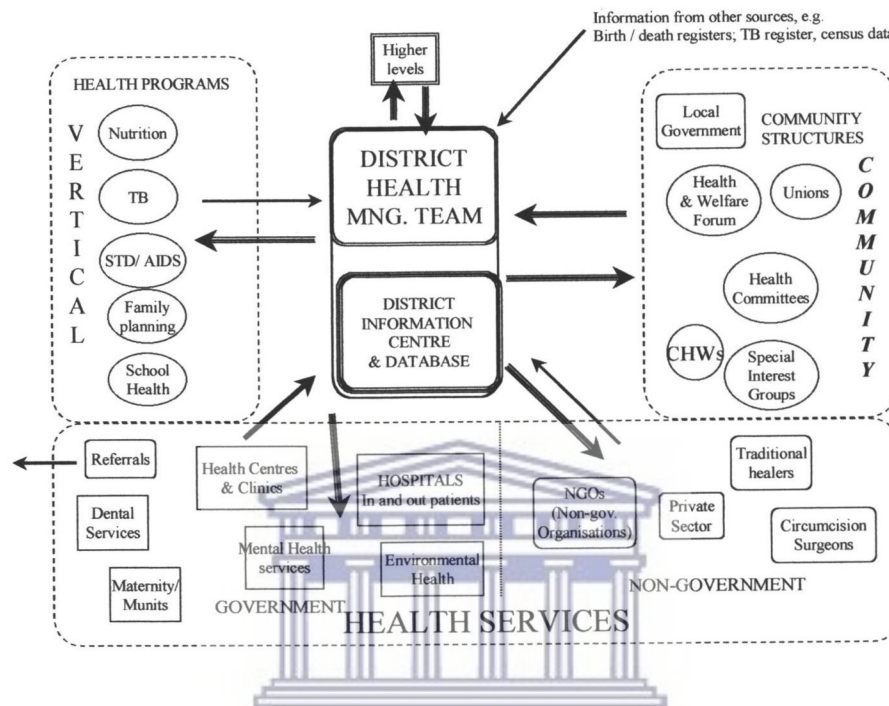 Information from other sources, e.g.
Birth / death registers; TB register, census data
Higher
levels
HEALTH PROGRAMS
VERTICAL
Nutrition
TB
STD/ AIDS
Family
planning
School
Health
DISTRICT
HEALTH
MNG. TEAM
DISTRICT
INFORMATION
CENTRE
& DATABASE
Local
Government
COMMUNITY
STRUCTURES
Health
& Welfare
Forum
Unions
Health
Committees
CHWs
Special
Interest
Groups
COMMUNITY
Referrals
Dental
Services
Maternity/
Munits
Health Centres
& Clinics
Mental Health
services
HOSPITALS
In and out patients
Environmental
Health
GOVERNMENT
NGOs
(Non-gov.
Organisations)
Private
Sector
Traditional
healers
Circumcision
Surgeons
NON-GOVERNMENT
HEALTH SERVICES